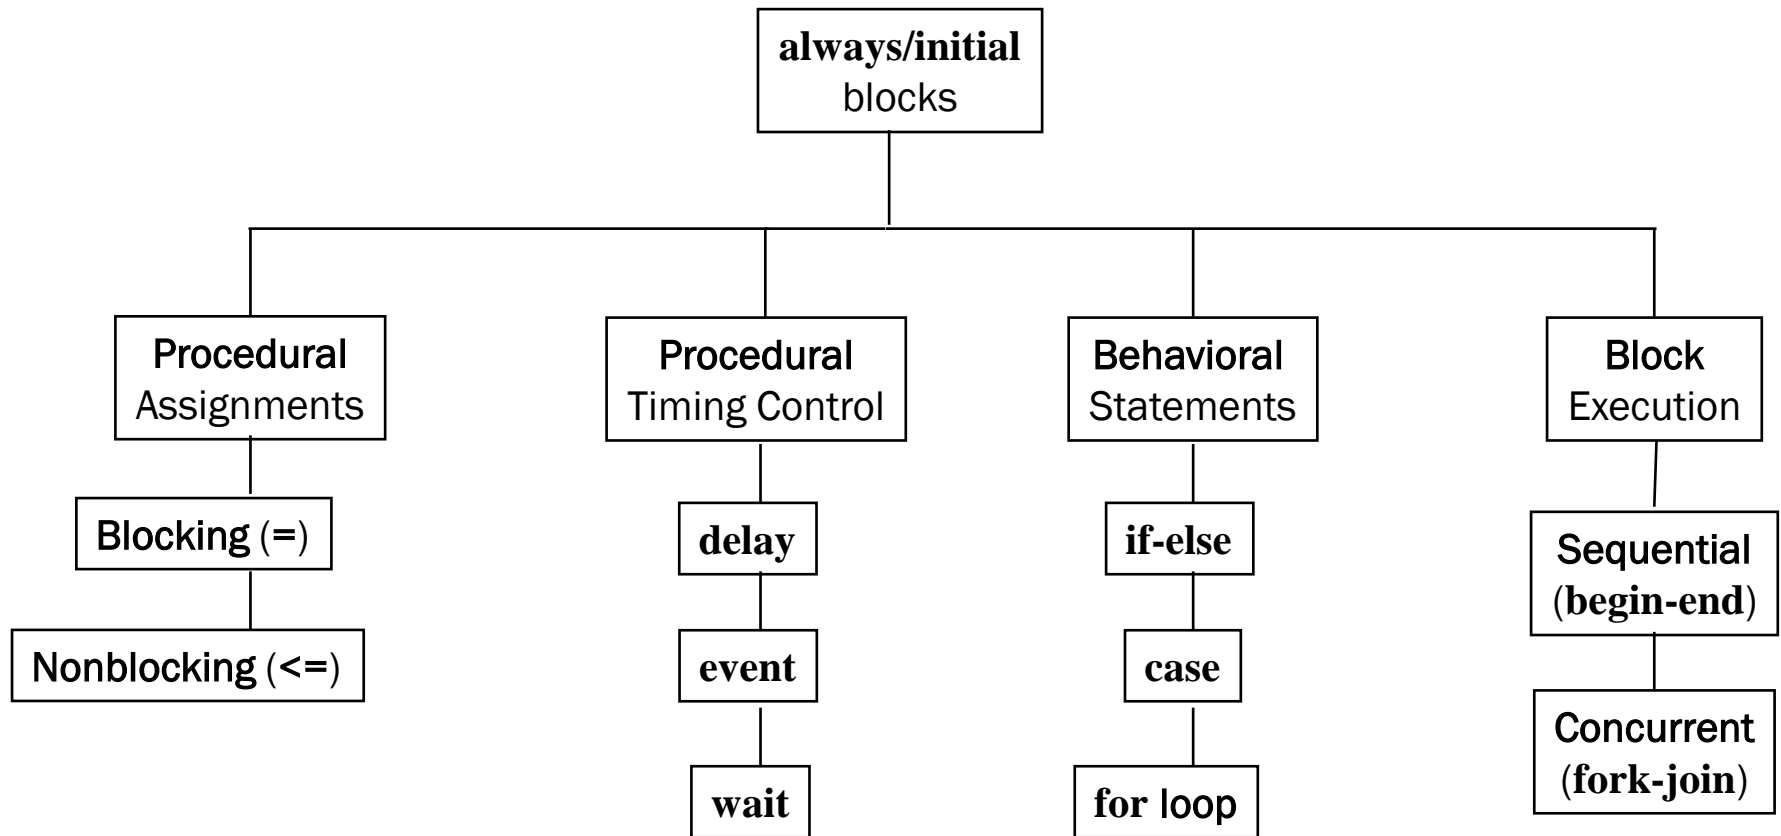 always/initial
blocks
Procedural
Assignments
Blocking (=)
Nonblocking (<=)
Procedural
Timing Control
delay
event
wait
Behavioral
Statements
if-else
case
for loop
Block
Execution
Sequential
(begin-end)
Concurrent
(fork-join)